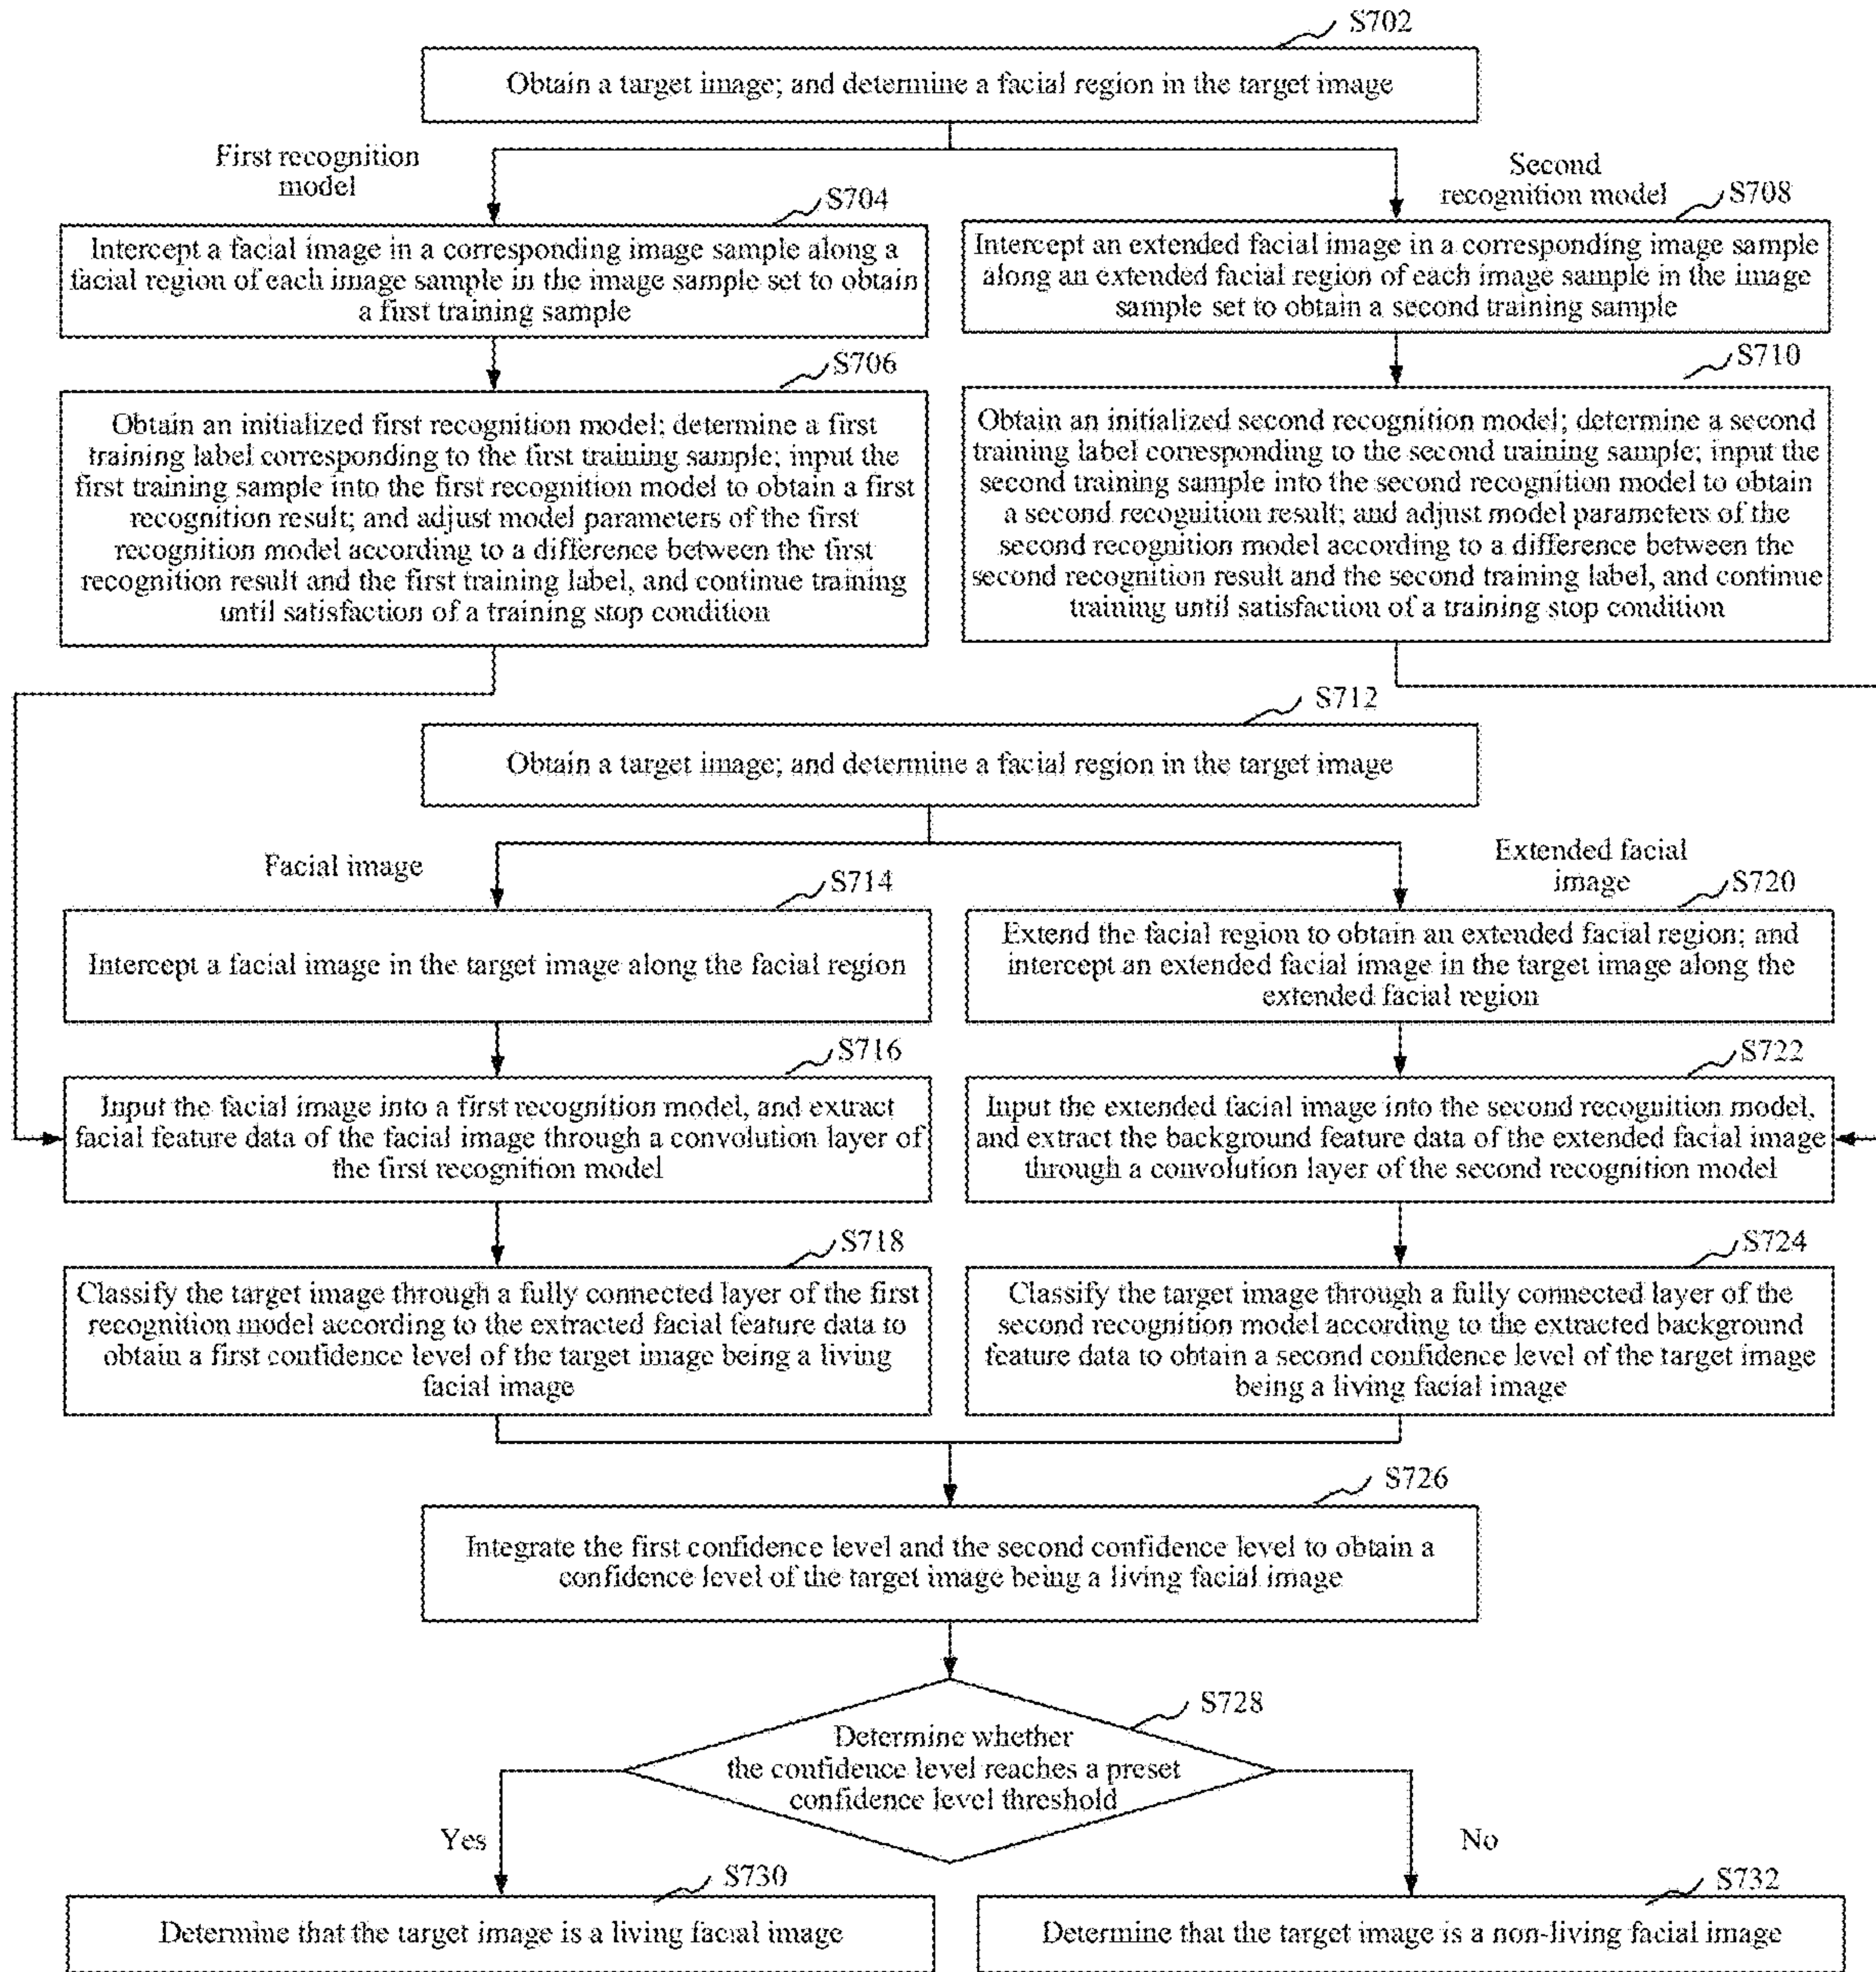 S702
Obtain a target image; and determine a facial region in the target image
First recognition
model
Second
recognition model
S704
S708
Intercept a facial image in a corresponding image sample along a
facial region of each image sample in the image sample set to obtain
a first training sample
Intercept an extended facial image in a corresponding image sample
along an extended facial region of each image sample in the image
sample set to obtain a second training sample
S706
S710
Obtain an initialized first recognition model; determine a first
training label corresponding to the first training sample; input the
first training sample into the first recognition model to obtain a first
recognition result; and adjust model parameters of the first
recognition model according to a difference between the first
recognition result and the first training label, and continue training
until satisfaction of a training stop condition
Obtain an initialized second recognition model; determine a second
training label corresponding to the second training sample; input the
second training sample into the second recognition model to obtain
a second recognition result; and adjust model parameters of the
second recognition model according to a difference between the
second recognition result and the second training label, and continue
training until satisfaction of a training stop condition
S712
Obtain a target image; and determine a facial region in the target image
Facial image
Extended facial
image
S714
S720
Intercept a facial image in the target image along the facial region
Extend the facial region to obtain an extended facial region; and
intercept an extended facial image in the target image along the
extended facial region
S716
S722
Input the facial image into a first recognition model, and extract
facial feature data of the facial image through a convolution layer of
the first recognition model
Input the extended facial image into the second recognition model,
and extract the background feature data of the extended facial image
through a convolution layer of the second recognition model
S718
S724
Classify the target image through a fully connected layer of the first
recognition model according to the extracted facial feature data to
obtain a first confidence level of the target image being a living
facial image
Classify the target image through a fully connected layer of the
second recognition model according to the extracted background
feature data to obtain a second confidence level of the target image
being a living facial image
S726
Integrate the first confidence level and the second confidence level to obtain a
confidence level of the target image being a living facial image
S728
Determine whether
the confidence level reaches a preset
confidence level threshold
Yes
No
S730
S732
Determine that the target image is a living facial image
Determine that the target image is a non-living facial image